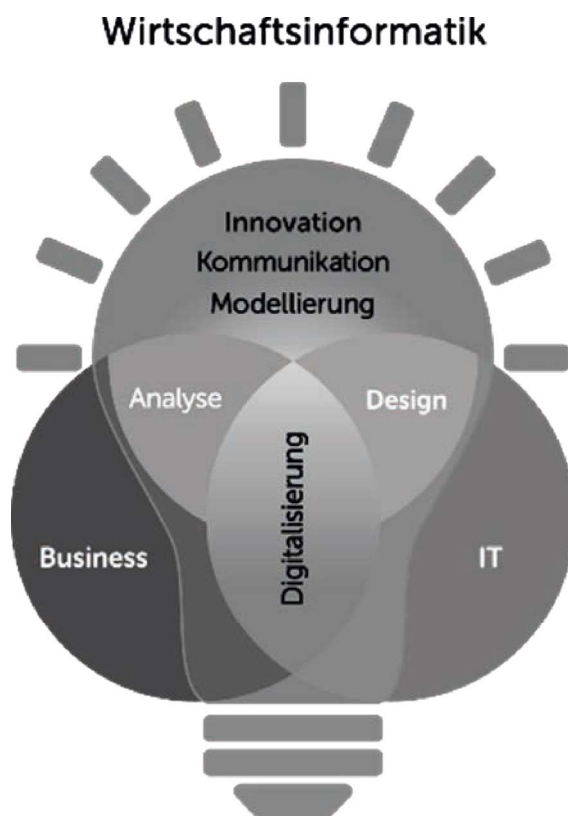 Wirtschaftsinformatik
Innovation
Kommunikation
Modellierung
Analyse
Design
Digitalisierung
Business
IT